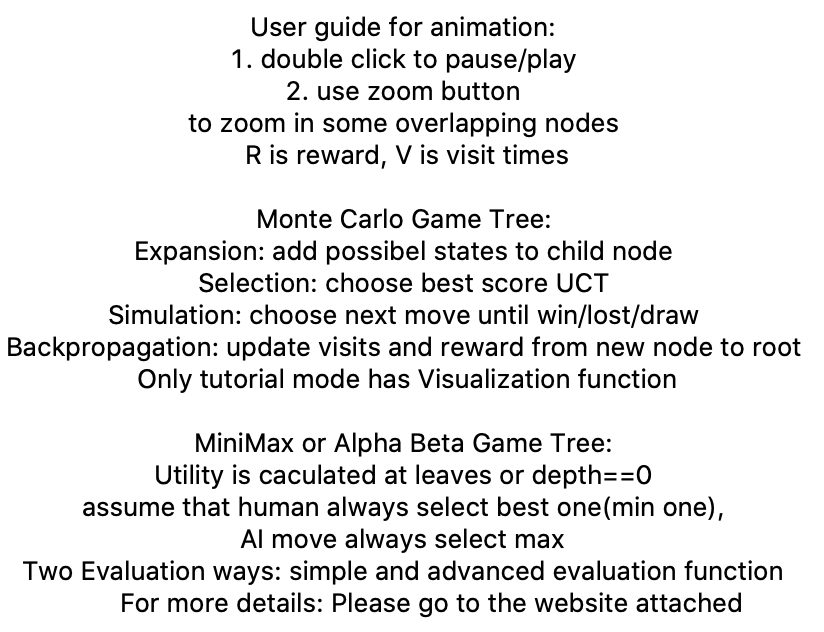 User guide for animation:
1. double click to pause/play
2. use zoom button
to zoom in some overlapping nodes
R is reward, V is visit times
Monte Carlo Game Tree:
Expansion: add possibel states to child node
Selection: choose best score UCT
Simulation: choose next move until win/lost/draw
Backpropagation: update visits and reward from new node to root
Only tutorial mode has Visualization function
MiniMax or Alpha Beta Game Tree:
Utility is caculated at leaves or depth==0
assume that human always select best one(min one),
AI move always select max
Two Evaluation ways: simple and advanced evaluation function
For more details: Please go to the website attached